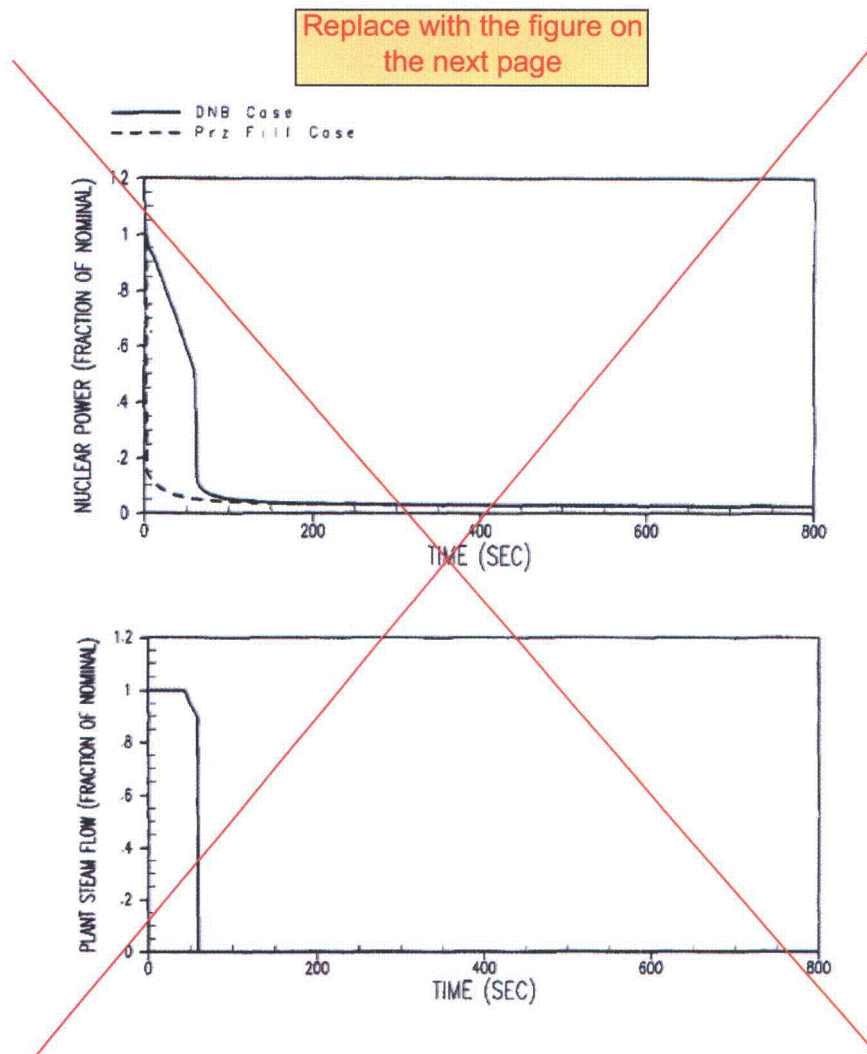 Replace with the figure on
the next page
DNB Case
Prz Fill Case
NUCLEAR POWER (FRACTION OF NOMINAL)
1.2
1
.8
.6
.4
.2
0
0 200 400 600 800
TIME (SEC)
PLANT STEAM FLOW (FRACTION OF NOMINAL)
1.2
1
.8
.6
.4
.2
0
0 200 400 600 800
TIME (SEC)